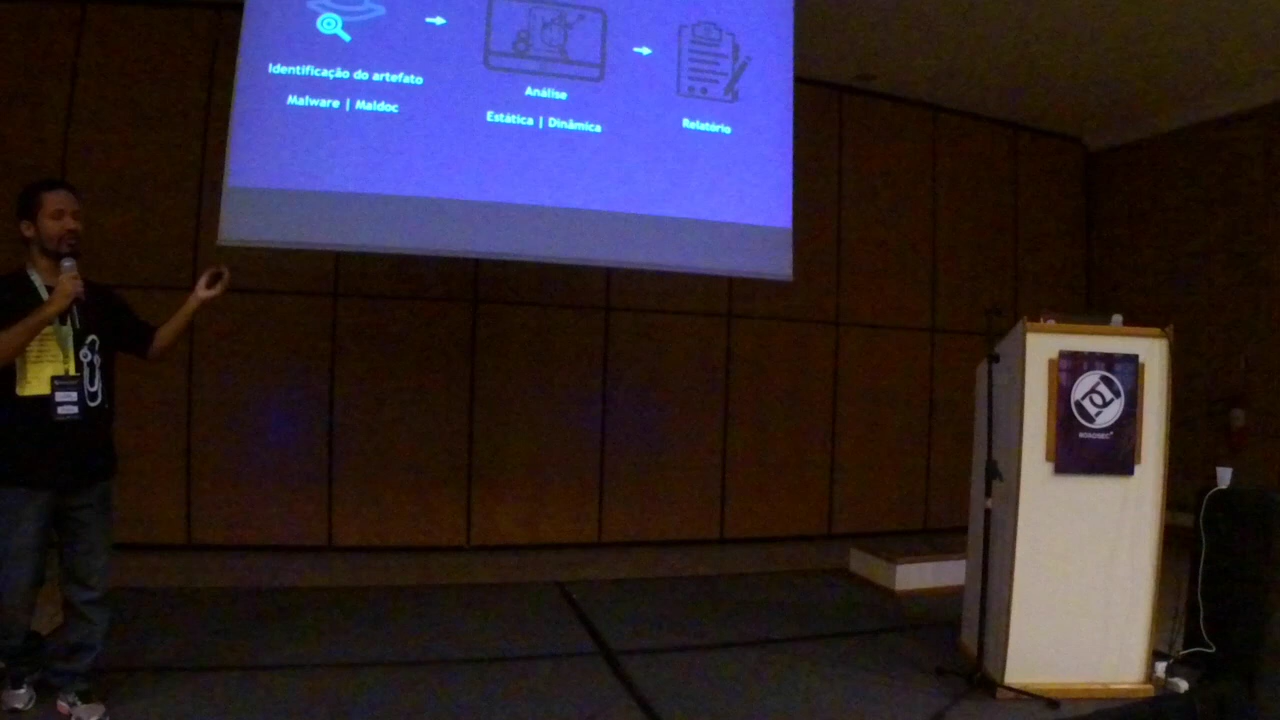 Identificação do artefato
Malware | Maldoc
Análise
Estática | Dinâmica
Relatório